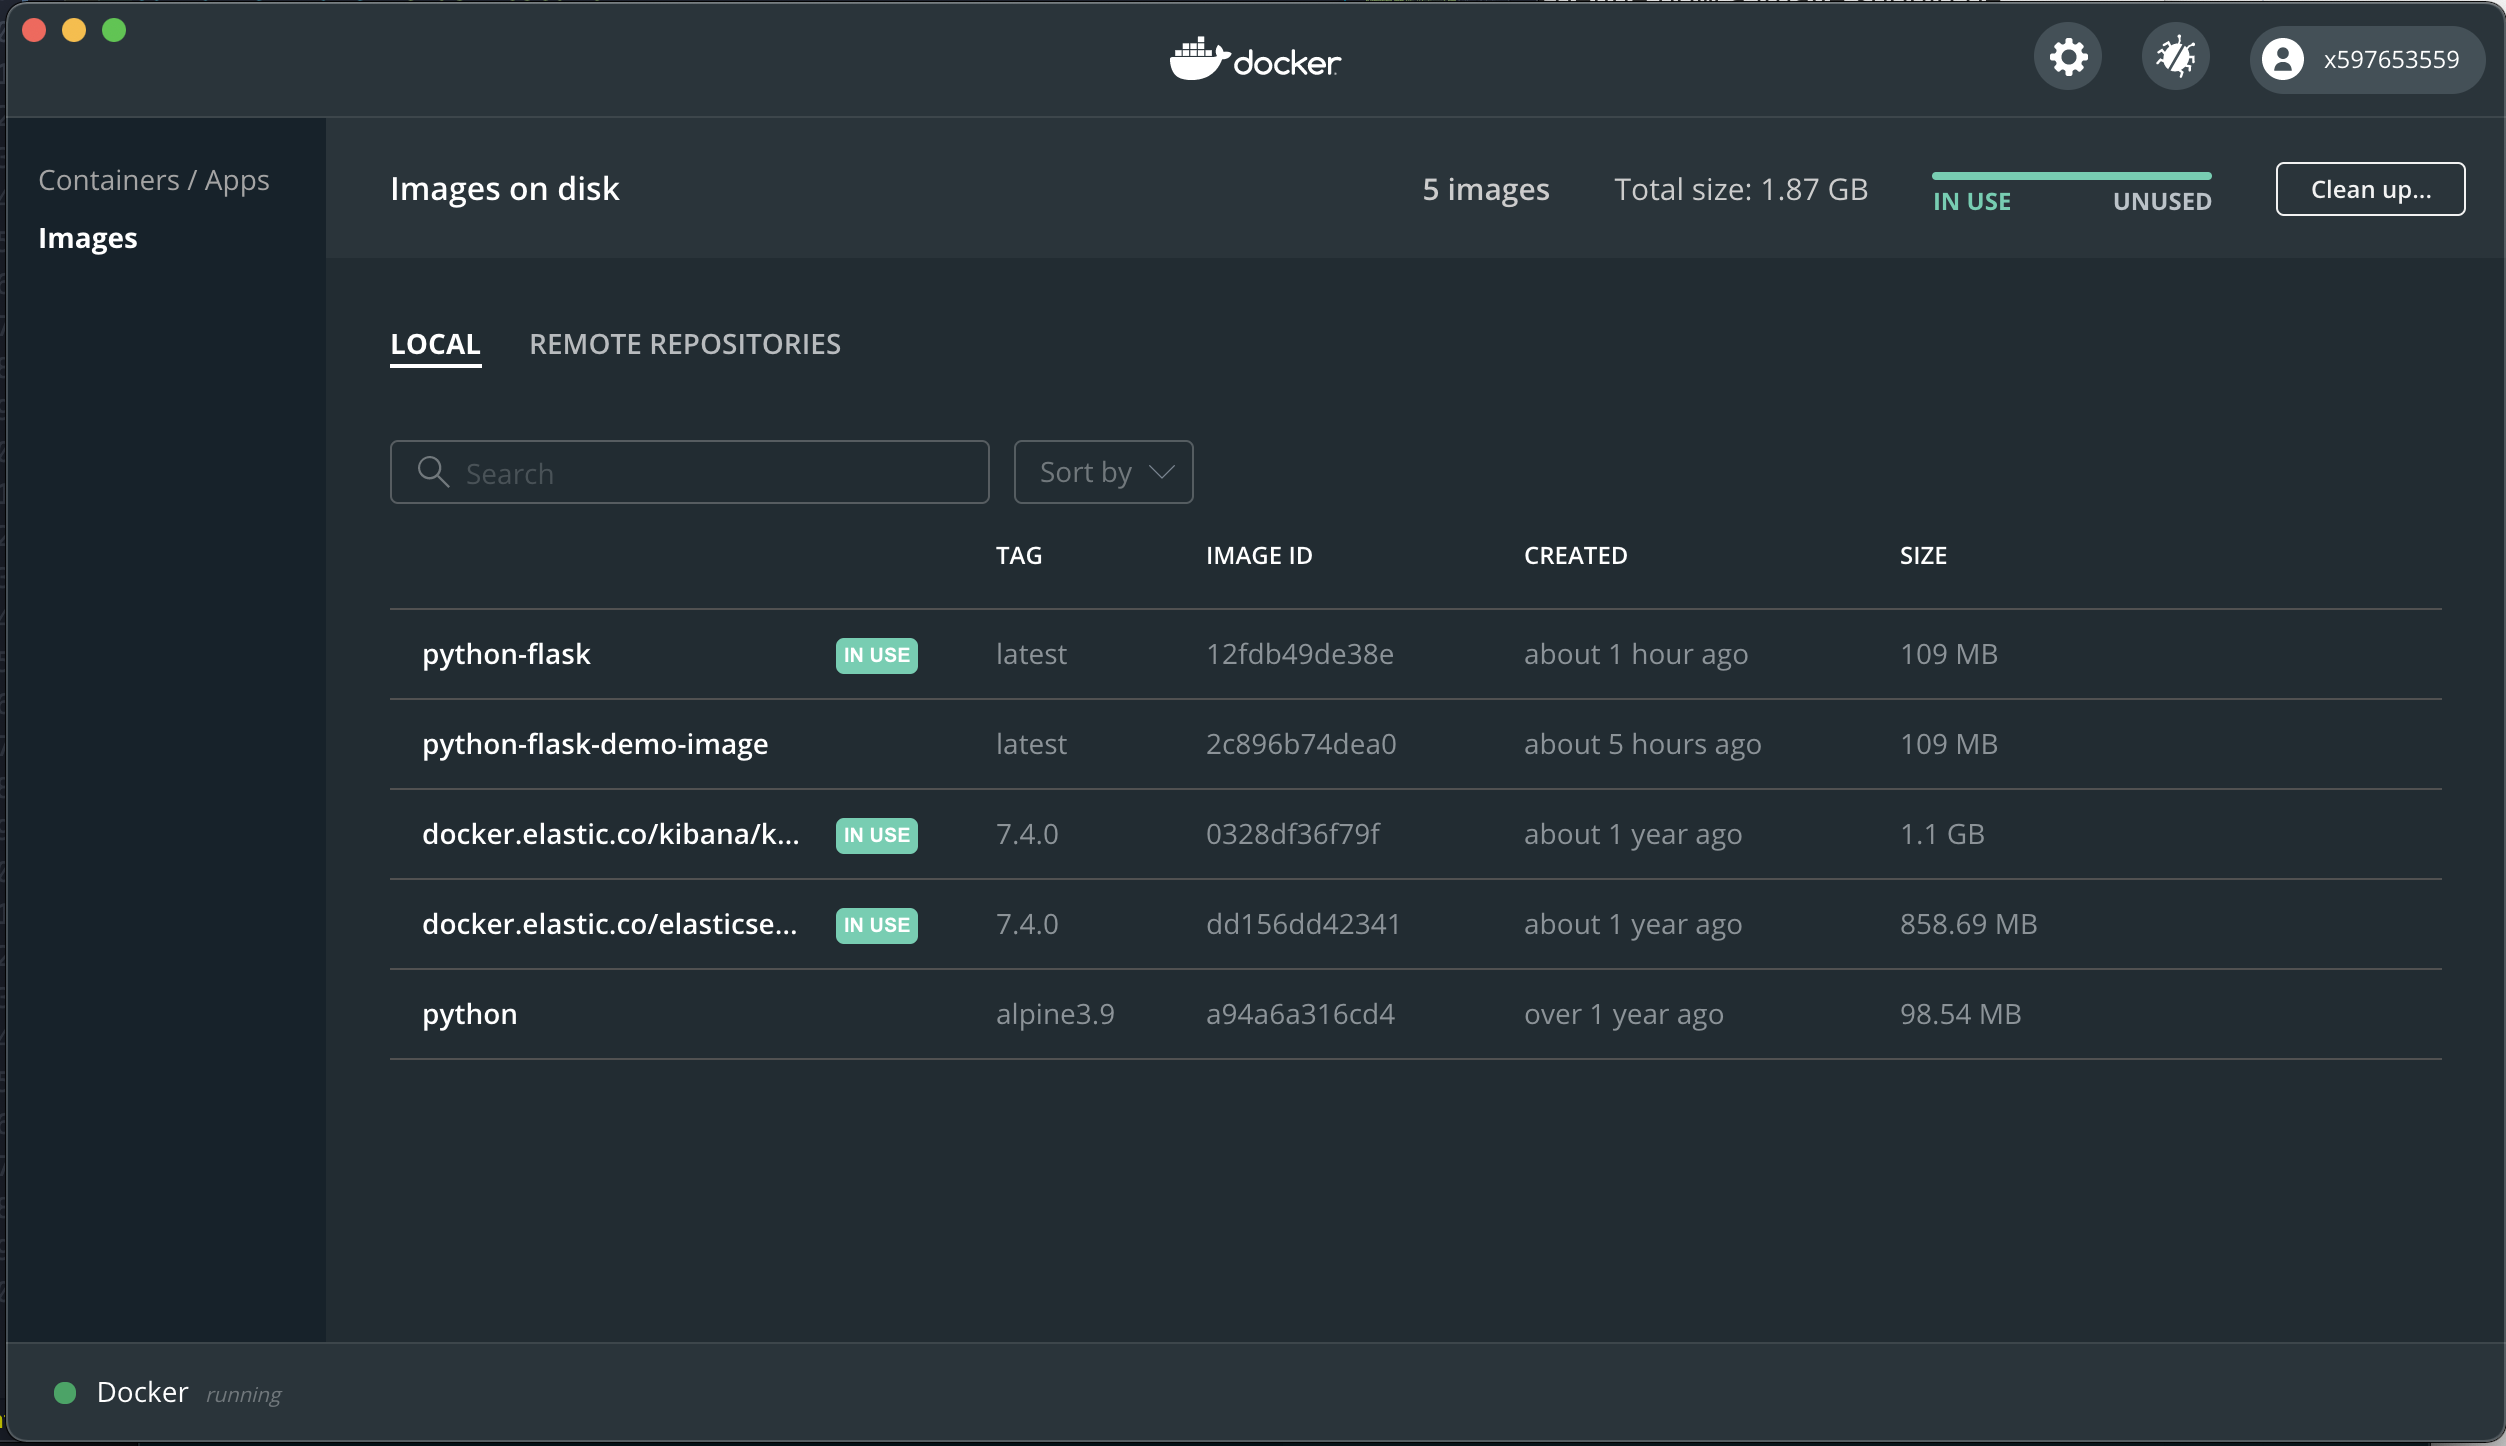 docker
x597653559
Containers / Apps
Images
Images on disk
5 images
Total size: 1.87 GB
IN USE
UNUSED
Clean up...
LOCAL
REMOTE REPOSITORIES
Search
Sort by
TAG IMAGE ID CREATED SIZE
python-flask IN USE latest 12fdb49de38e about 1 hour ago 109 MB
python-flask-demo-image latest 2c896b74dea0 about 5 hours ago 109 MB
docker.elastic.co/kibana/k... IN USE 7.4.0 0328df36f79f about 1 year ago 1.1 GB
docker.elastic.co/elasticse... IN USE 7.4.0 dd156dd42341 about 1 year ago 858.69 MB
python alpine3.9 a94a6a316cd4 over 1 year ago 98.54 MB
Docker running